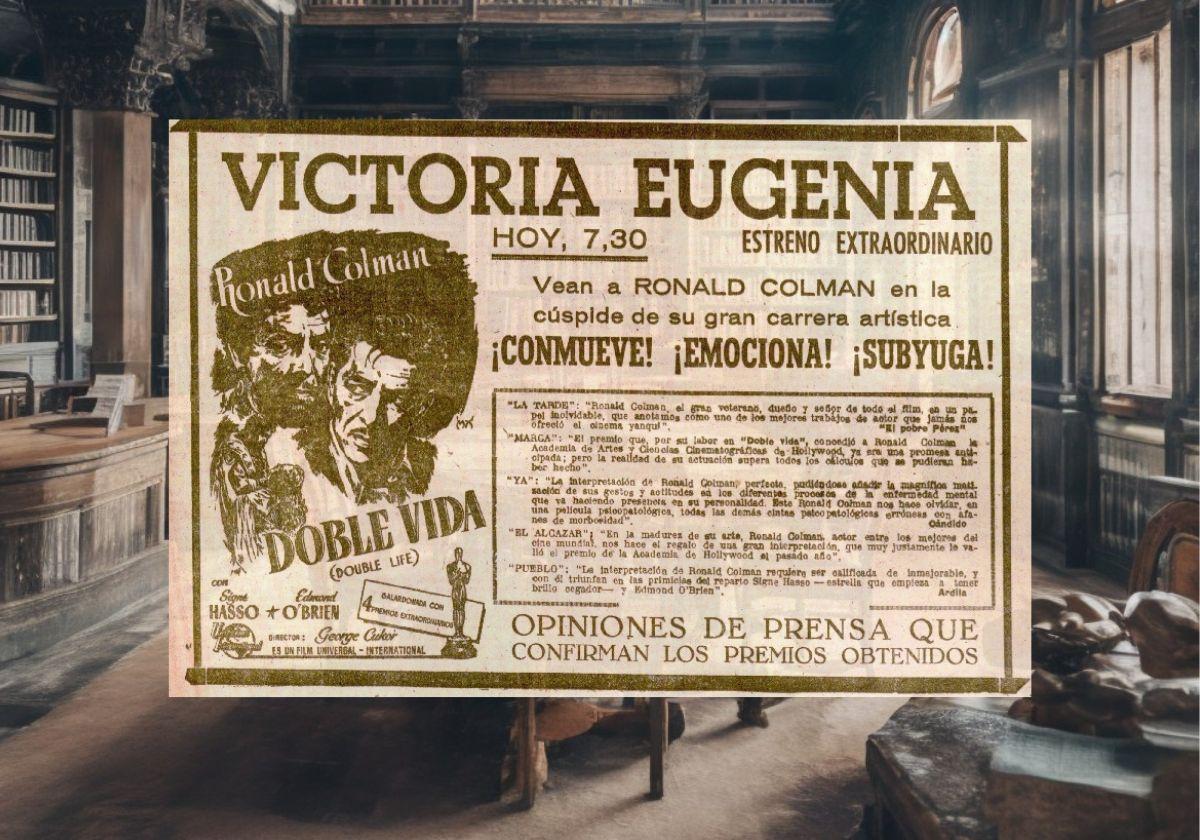 VICTORIA EUGENIA
HOY, 7,30
ESTRENO EXTRAORDINARIO
Vean a RONALD COLMAN en la
cúspide de su gran carrera artística
¡CONMUEVE! ¡EMOCIONA! ¡SUBYUGA!
Ronald Colman
DOBLE VIDA
(DOUBLE LIFE)
con
Signe HASSO ★ Edmond O'BRIEN
GALARDONADA CON
4 PREMIOS EXTRAORDINARIOS
DIRECTOR: George Cukor
ES UN FILM UNIVERSAL - INTERNATIONAL
"LA TARDE": "Ronald Colman, el gran veterano, dueño y señor de todo el film, en un pa-
pel inolvidable, que anotamos como uno de los mejores trabajos de actor que jamás nos
ofreció el cinema yanqui".
"El pobre Pérez"
"MARCA": "El premio que, por su labor en "Doble vida", concedió a Ronald Colman la
Academia de Artes y Ciencias Cinematográficas de Hollywood, ya era una promesa anti-
cipada; pero la realidad de su actuación supera todos los cálculos que se pudieran ha-
ber hecho".
"YA": "La interpretación de Ronald Colman, perfecta, pudiéndose añadir la magnífica mati-
zación de sus gestos y actitudes en los diferentes procesos de la enfermedad mental
que va haciendo presencia en su personalidad. Este Ronald Colman nos hace olvidar, en
una película psicopatológica, todas las demás cintas psicopatológicas erróneas con afa-
nes de morbosidad".
Cándido
"EL ALCAZAR": "En la madurez de su arte, Ronald Colman, actor entre los mejores del
cine mundial, nos hace el regalo de una gran interpretación, que muy justamente le va-
lió el premio de la Academia de Hollywood el pasado año".
"PUEBLO": "La interpretación de Ronald Colman requiere ser calificada de inmejorable, y
con él triunfan en las primicias del reparto Signe Hasso — estrella que empieza a tener
brillo cegador — y Edmond O'Brien".
Ardila
OPINIONES DE PRENSA QUE
CONFIRMAN LOS PREMIOS OBTENIDOS